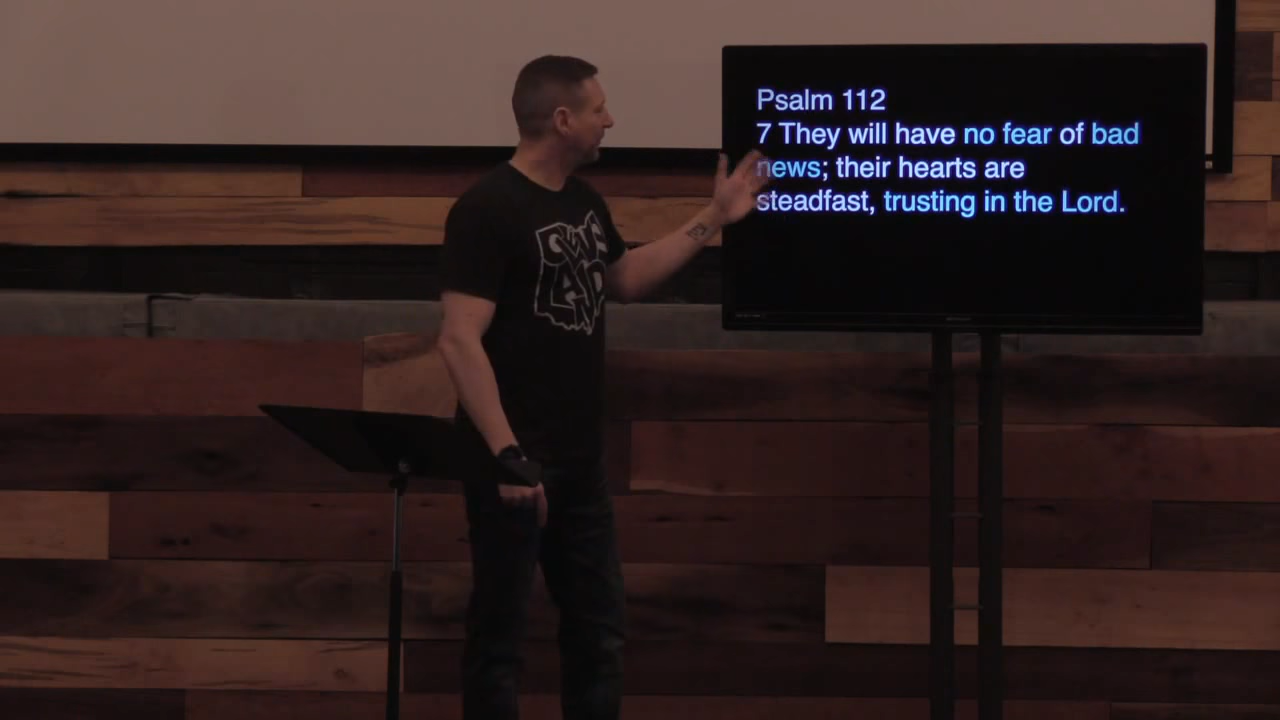 Psalm 112
7 They will have no fear of bad
news; their hearts are
steadfast, trusting in the Lord.